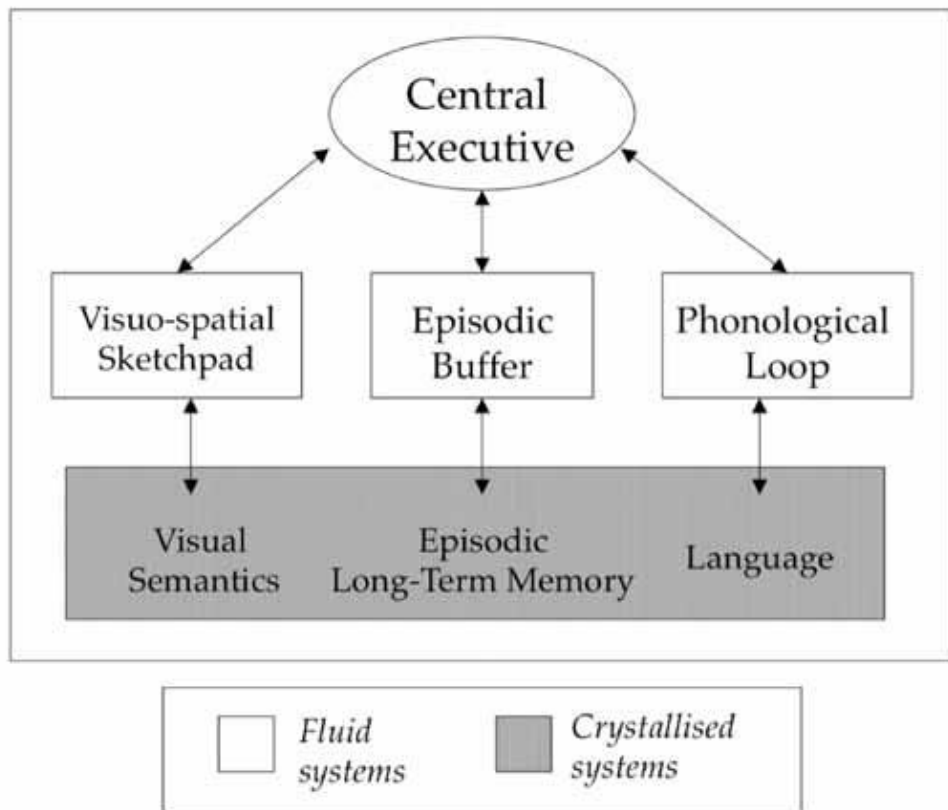 Central
Executive
Visuo-spatial
Sketchpad
Episodic
Buffer
Phonological
Loop
Visual
Semantics
Episodic
Long-Term Memory
Language
Fluid
systems
Crystallised
systems